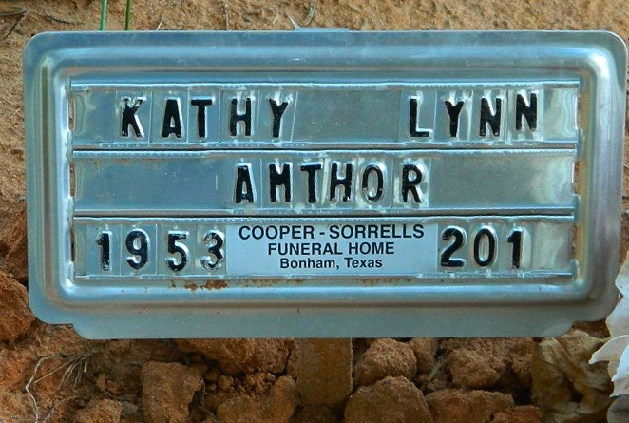 KATHY LYNN
AMTHOR
1953 COOPER - SORRELLS 201
FUNERAL HOME
Bonham, Texas